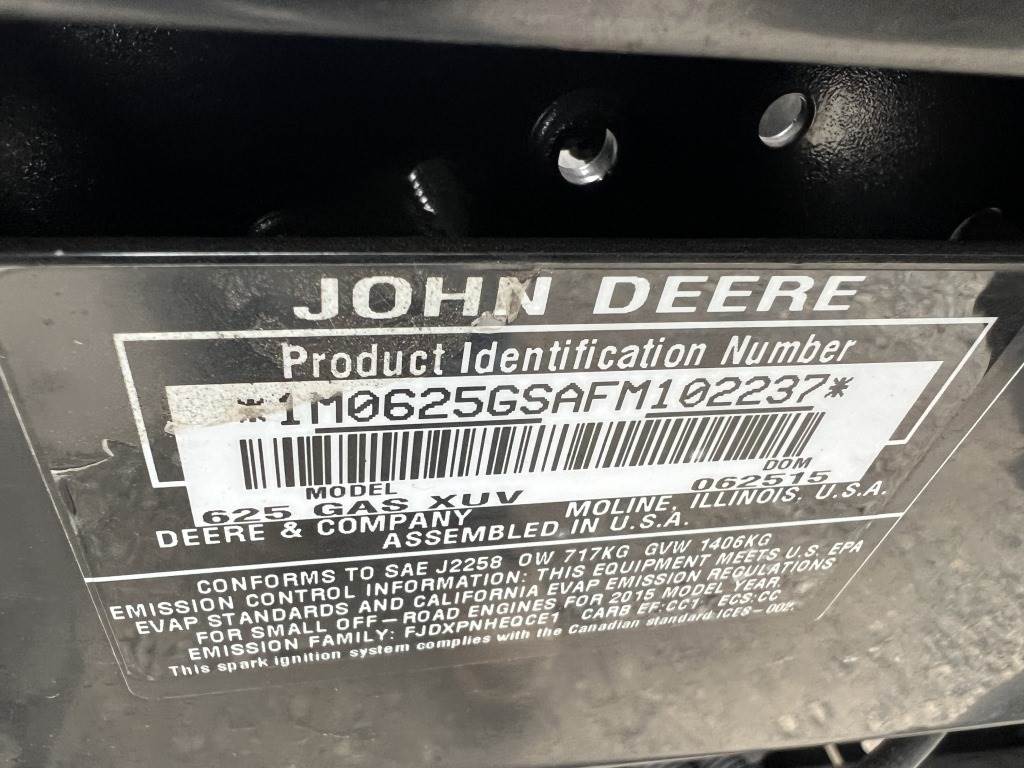 JOHN DEERE
Product Identification Number
*1M0625GSAFM102237*
MODEL DOM
625 GAS XUV 062515
DEERE & COMPANY MOLINE, ILLINOIS, U.S.A.
ASSEMBLED IN U.S.A.
CONFORMS TO SAE J2258 OW 717KG GVW 1406KG
EMISSION CONTROL INFORMATION: THIS EQUIPMENT MEETS U.S. EPA
EVAP STANDARDS AND CALIFORNIA EVAP EMISSION REGULATIONS
FOR SMALL OFF-ROAD ENGINES FOR 2015 MODEL YEAR.
EMISSION FAMILY: FJDXPNHEQCE1 CARB EF:CC1 ECS:CC
This spark ignition system complies with the Canadian standard ICES-002.